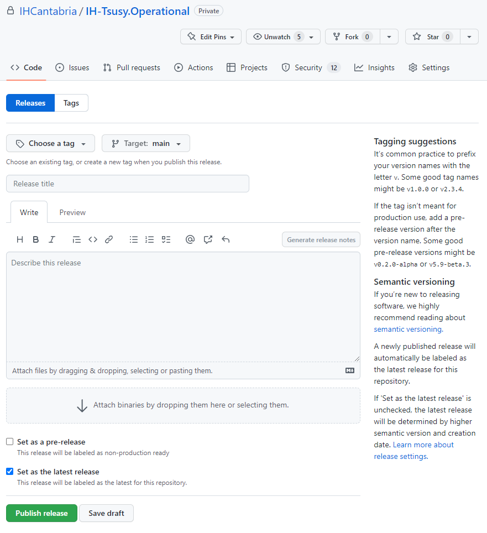 IHCantabria / IH-Tsusy.Operational Private
Edit Pins Unwatch 5 Fork 0 Star 0
Code Issues Pull requests Actions Projects Security 12 Insights Settings
Releases Tags
Choose a tag Target: main
Choose an existing tag, or create a new tag when you publish this release.
Release title
Write Preview
H B I Generate release notes
Describe this release
Attach files by dragging & dropping, selecting or pasting them.
Attach binaries by dropping them here or selecting them.
Set as a pre-release
This release will be labeled as non-production ready
Set as the latest release
This release will be labeled as the latest for this repository.
Publish release Save draft
Tagging suggestions
It's common practice to prefix
your version names with the
letter v. Some good tag names
might be v1.0.0 or v2.3.4.
If the tag isn't meant for
production use, add a pre-
release version after the
version name. Some good
pre-release versions might be
v0.2.0-alpha or v5.9-beta.3.
Semantic versioning
If you're new to releasing
software, we highly
recommend reading about
semantic versioning.
A newly published release will
automatically be labeled as
the latest release for this
repository.
If 'Set as the latest release' is
unchecked, the latest release
will be determined by higher
semantic version and creation
date. Learn more about
release settings.